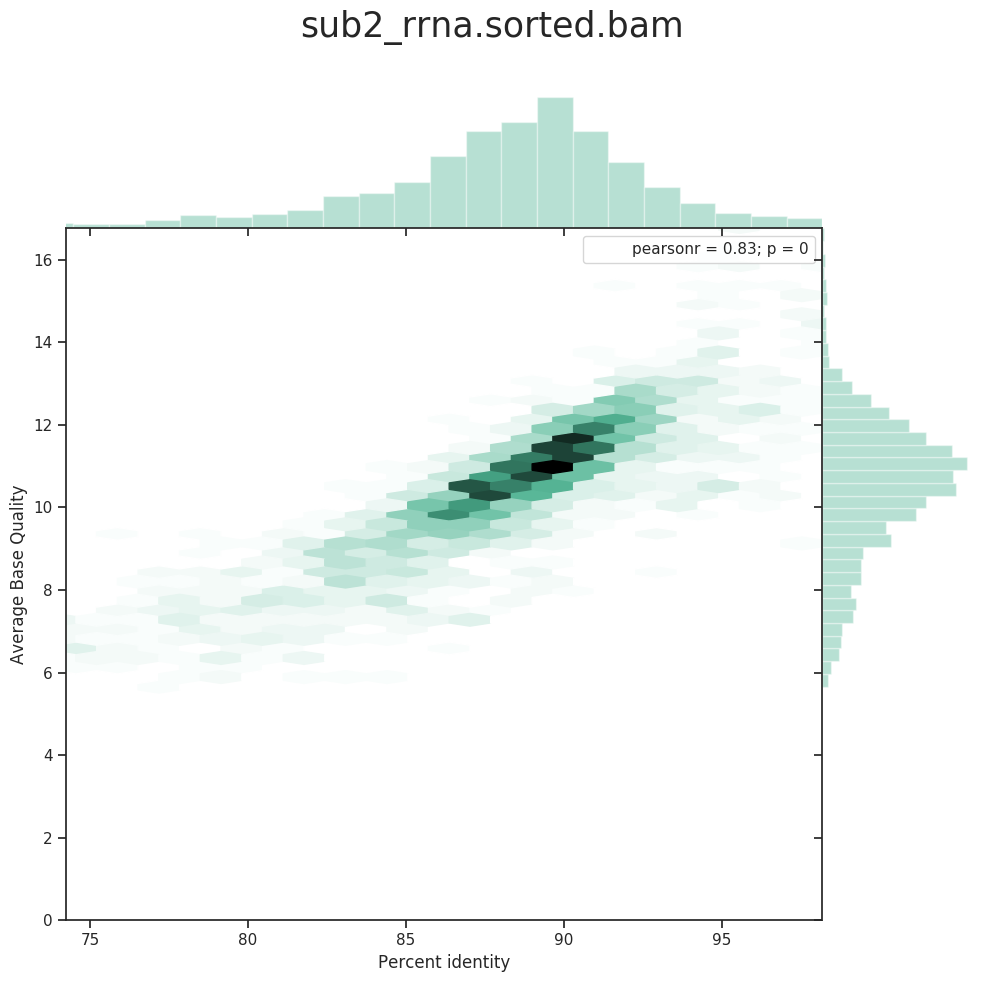 sub2_rrna.sorted.bam
pearsonr = 0.83; p = 0
16
14
12
10
8
6
4
2
0
Average Base Quality
75 80 85 90 95
Percent identity